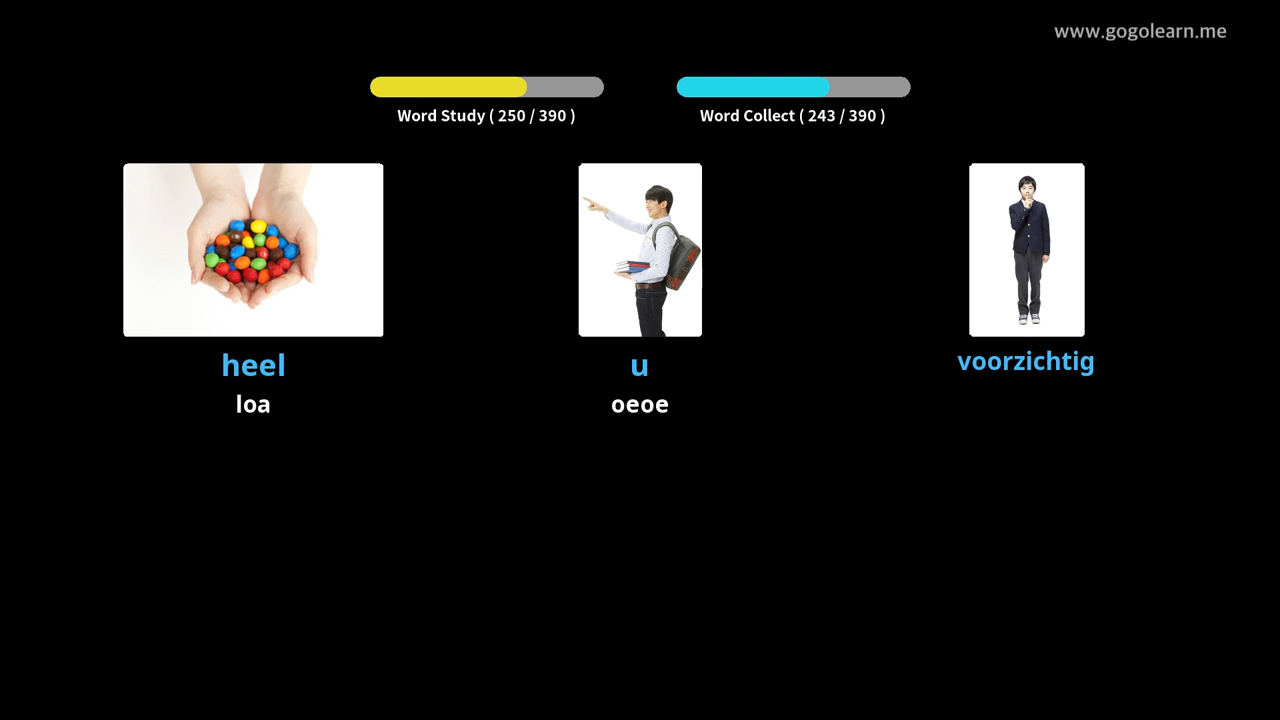 www.gogolearn.me
Word Study ( 250 / 390 )
Word Collect ( 243 / 390 )
heel
loa
u
oeoe
voorzichtig